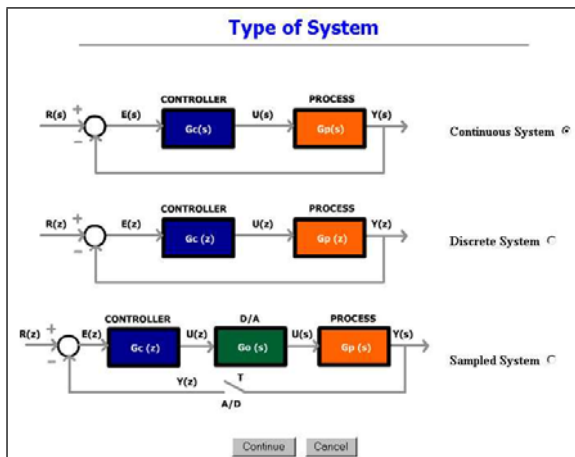 Type of System
CONTROLLER PROCESS
R(s) + E(s) U(s) Y(s)
Gc(s) Gp(s)
−
Continuous System
CONTROLLER PROCESS
R(z) + E(z) U(z) Y(z)
Gc (z) Gp (z)
−
Discrete System
CONTROLLER D/A PROCESS
R(z) + E(z) U(z) U(s) Y(s)
Gc (z) Go (s) Gp (s)
−
Sampled System
Y(z) T
A/D
Continue Cancel